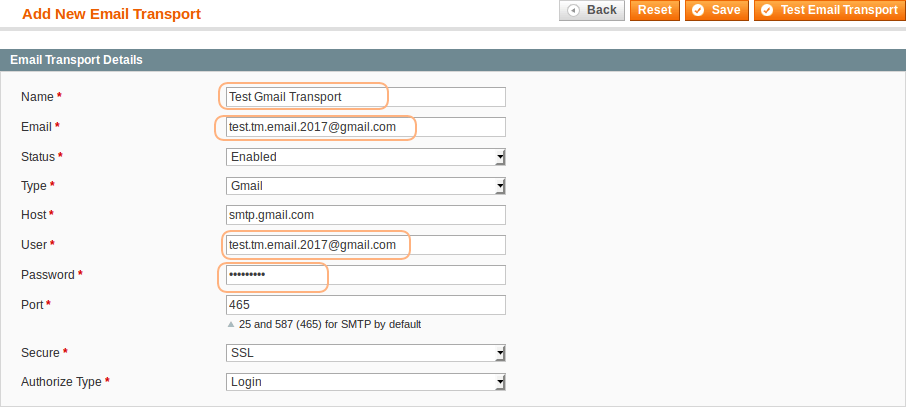 Add New Email Transport
Back Reset Save Test Email Transport
Email Transport Details
Name * Test Gmail Transport
Email * test.tm.email.2017@gmail.com
Status * Enabled
Type * Gmail
Host * smtp.gmail.com
User * test.tm.email.2017@gmail.com
Password * •••••••••
Port * 465
25 and 587 (465) for SMTP by default
Secure * SSL
Authorize Type * Login